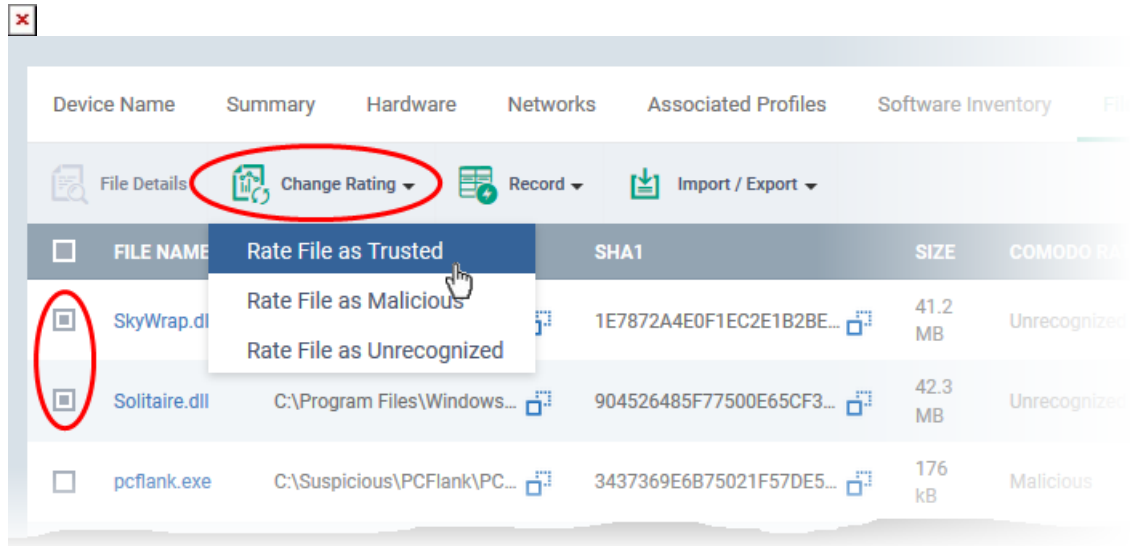 Device Name Summary Hardware Networks Associated Profiles Software Inventory
File Details Change Rating Record Import / Export
FILE NAME SHA1 SIZE COMODO
Rate File as Trusted
Rate File as Malicious
Rate File as Unrecognized
SkyWrap.dl 1E7872A4E0F1EC2E1B2BE... 41.2 MB Unrecognized
Solitaire.dll C:\Program Files\Windows... 904526485F77500E65CF3... 42.3 MB Unrecognized
pcflank.exe C:\Suspicious\PCFlank\PC... 3437369E6B75021F57DE5... 176 kB Malicious